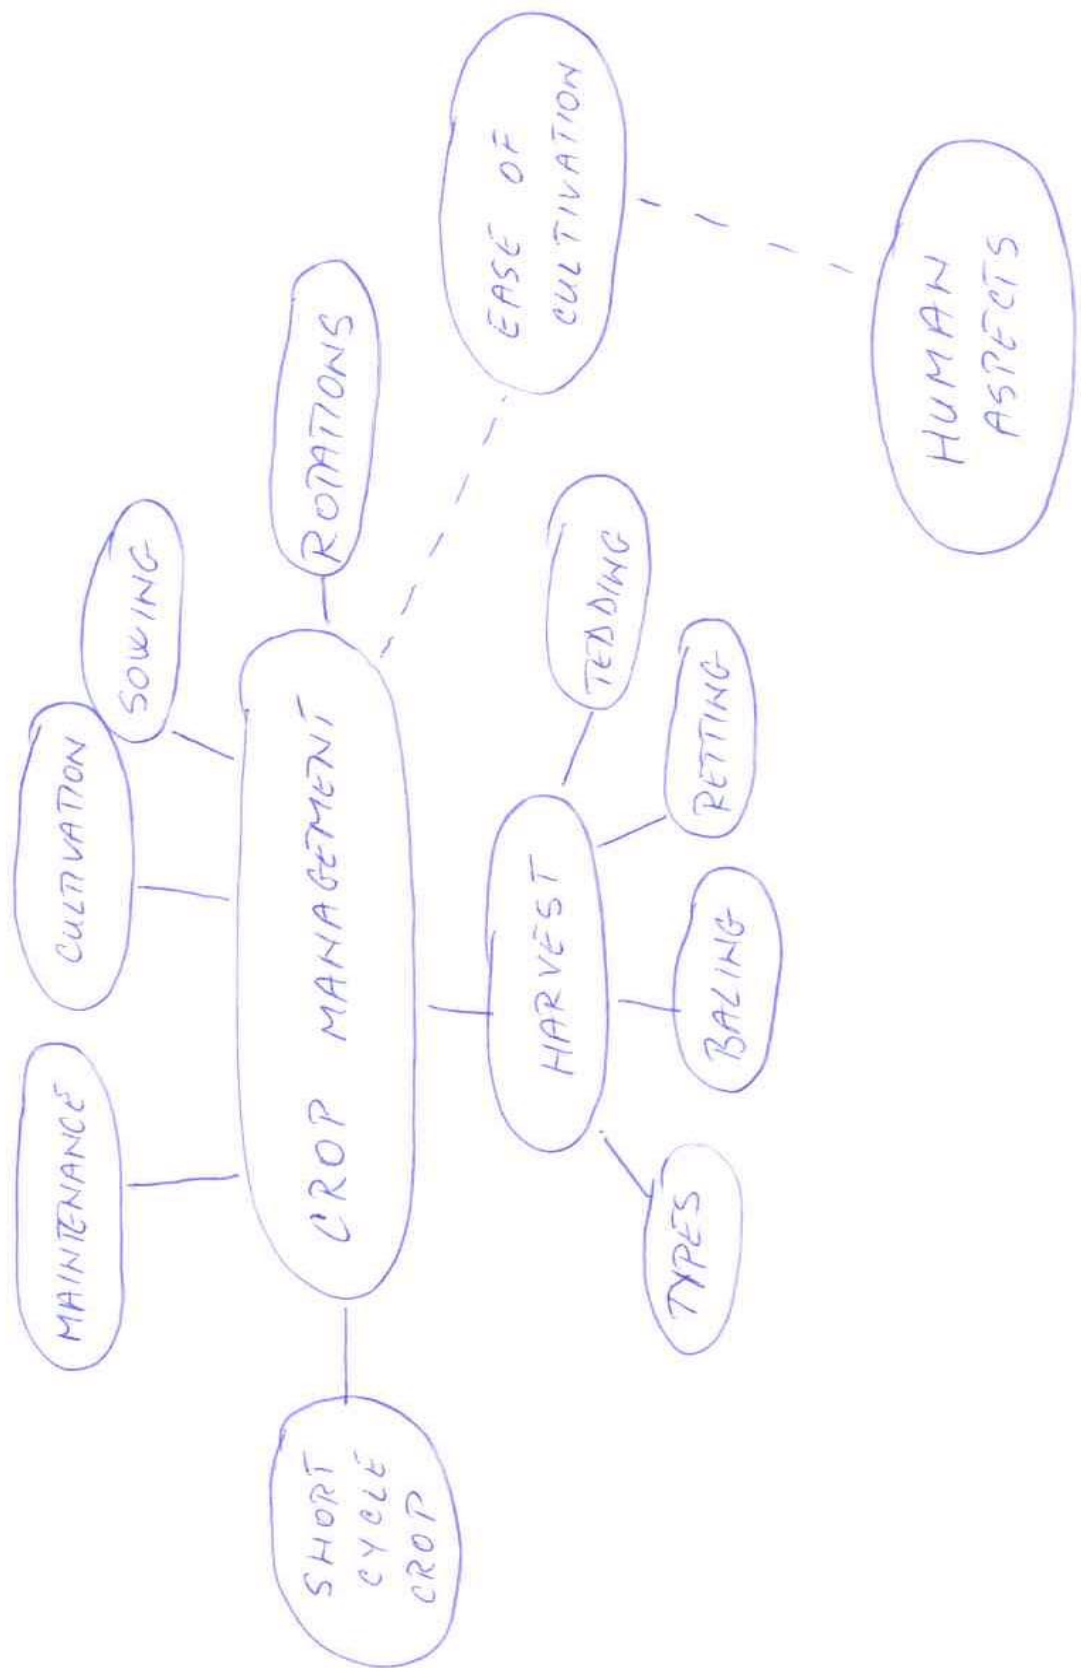 MAINTENANCE
CULTIVATION
SOWING
SHORT
CYCLE
CROP
CROP MANAGEMENT
ROTATIONS
EASE OF
CULTIVATION
HARVEST
TYPES
BALING
RETTING
TEDDING
HUMAN
ASPECTS